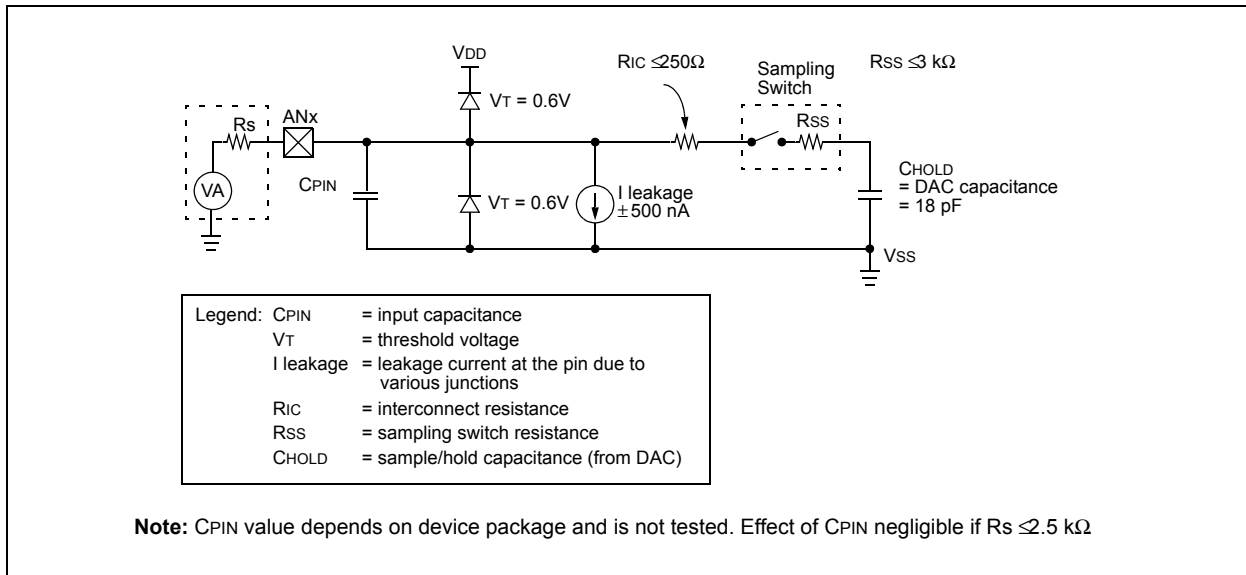 VDD
RIC ≤250Ω
Sampling
Switch
RSS ≤3 kΩ
VT = 0.6V
Rs
ANx
RSS
VA
CPIN
VT = 0.6V
I leakage
±500 nA
CHOLD
= DAC capacitance
= 18 pF
VSS
Legend: CPIN = input capacitance
VT = threshold voltage
I leakage = leakage current at the pin due to
various junctions
RIC = interconnect resistance
RSS = sampling switch resistance
CHOLD = sample/hold capacitance (from DAC)
Note: CPIN value depends on device package and is not tested. Effect of CPIN negligible if Rs ≤2.5 kΩ